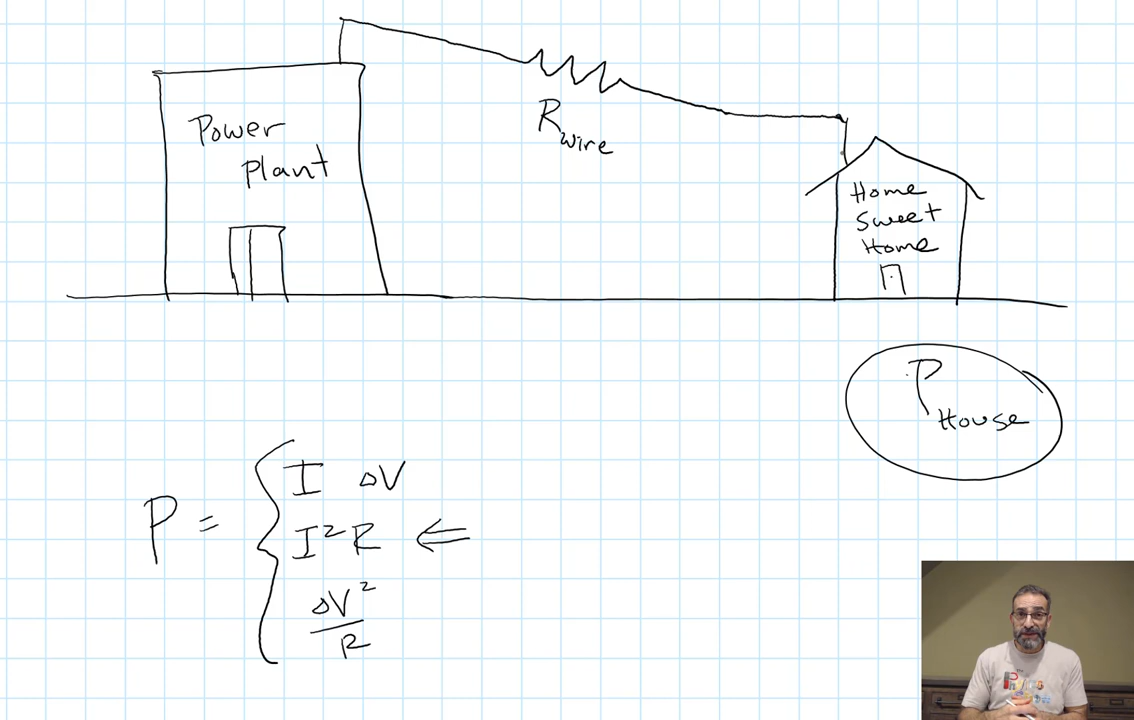 Power
Plant
R wire
Home
Sweet
Home
P House
P = { I ΔV
I²R ⇐
ΔV²
R